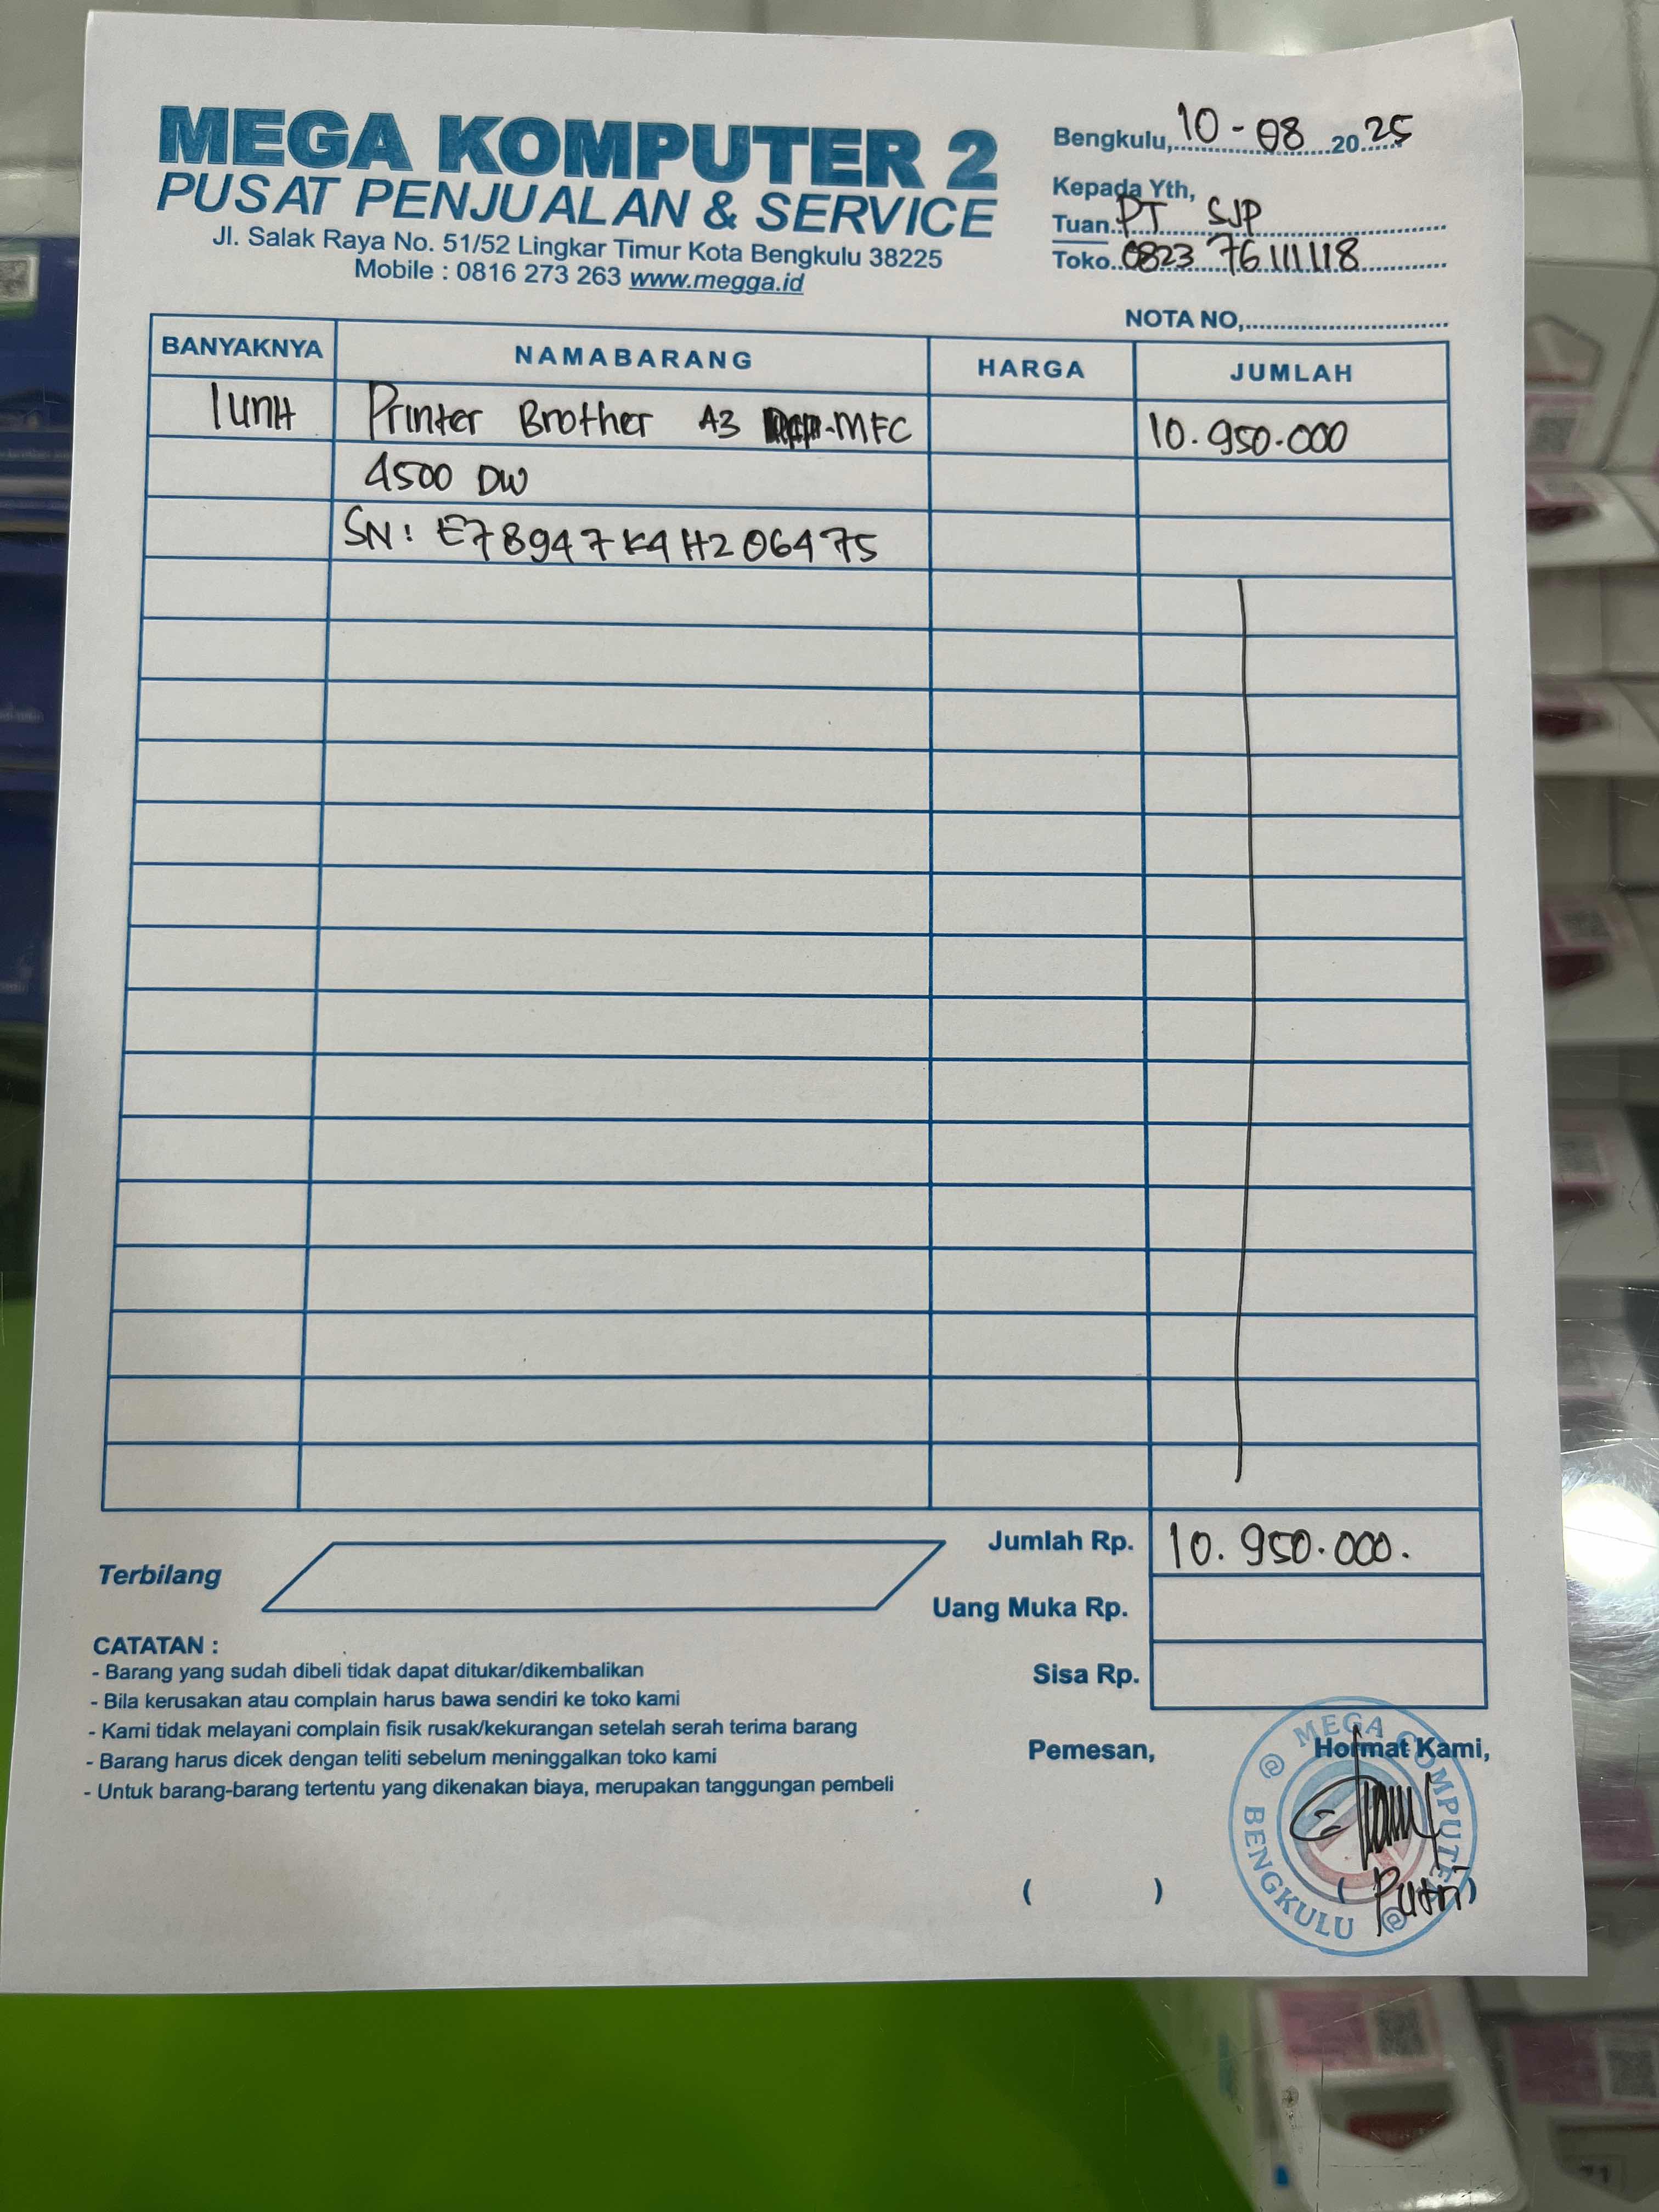 MEGA KOMPUTER 2
PUSAT PENJUALAN & SERVICE
Jl. Salak Raya No. 51/52 Lingkar Timur Kota Bengkulu 38225
Mobile : 0816 273 263 www.megga.id
Bengkulu, 10 - 08 2025
Kepada Yth,
Tuan PT SJP
Toko 0823 76111118
NOTA NO,
BANYAKNYA NAMABARANG HARGA JUMLAH
1 unit Printer Brother A3 -MFC 10.950.000
4500 DW
SN: E78947K4H206475
Jumlah Rp. 10.950.000.
Terbilang
Uang Muka Rp.
Sisa Rp.
CATATAN :
- Barang yang sudah dibeli tidak dapat ditukar/dikembalikan
- Bila kerusakan atau complain harus bawa sendiri ke toko kami
- Kami tidak melayani complain fisik rusak/kekurangan setelah serah terima barang
- Barang harus dicek dengan teliti sebelum meninggalkan toko kami
- Untuk barang-barang tertentu yang dikenakan biaya, merupakan tanggungan pembeli
Pemesan, Hormat Kami,
( ) ( Putri )
@ MEGA KOMPUTER @ BENGKULU